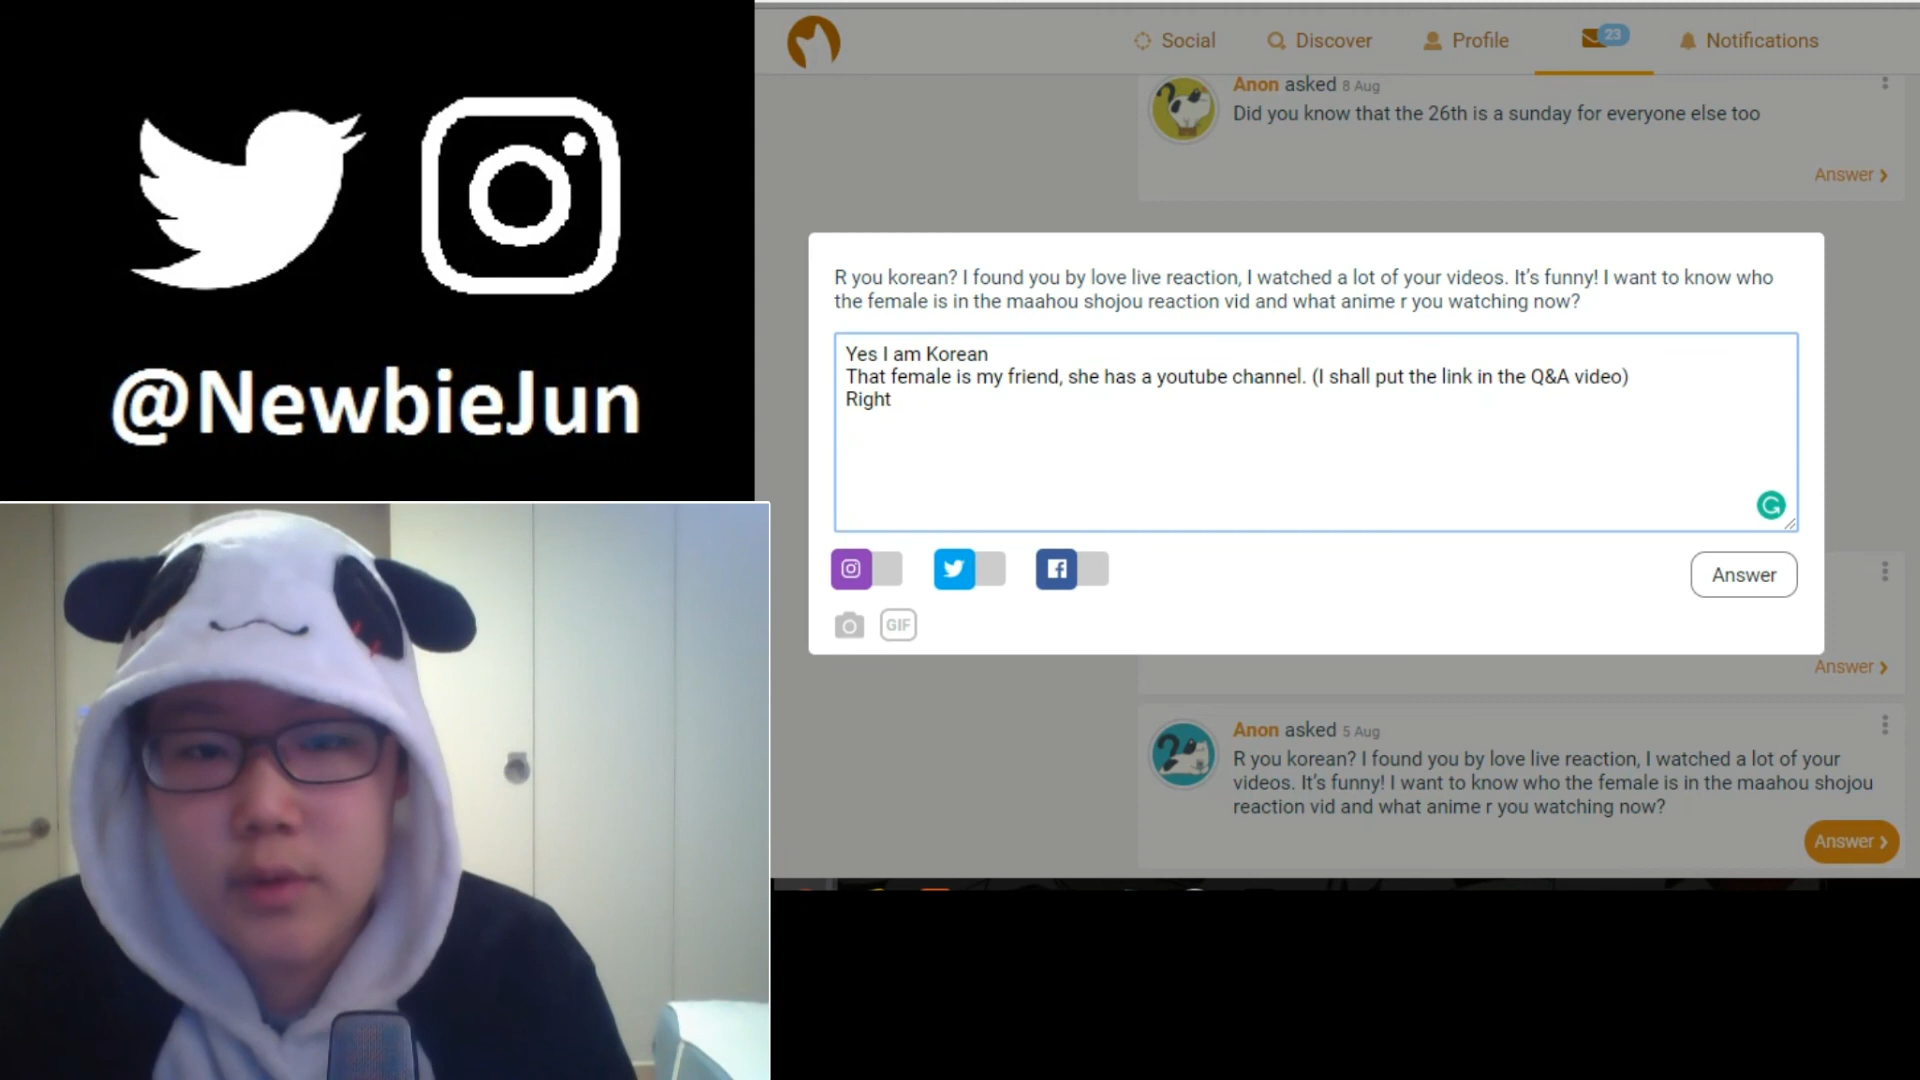 @NewbieJun
Social
Discover
Profile
23
Notifications
Anon asked 8 Aug
Did you know that the 26th is a sunday for everyone else too
Answer
R you korean? I found you by love live reaction, I watched a lot of your videos. It's funny! I want to know who
the female is in the maahou shojou reaction vid and what anime r you watching now?
Yes I am Korean
That female is my friend, she has a youtube channel. (I shall put the link in the Q&A video)
Right
Answer
GIF
Answer
Anon asked 5 Aug
R you korean? I found you by love live reaction, I watched a lot of your
videos. It's funny! I want to know who the female is in the maahou shojou
reaction vid and what anime r you watching now?
Answer